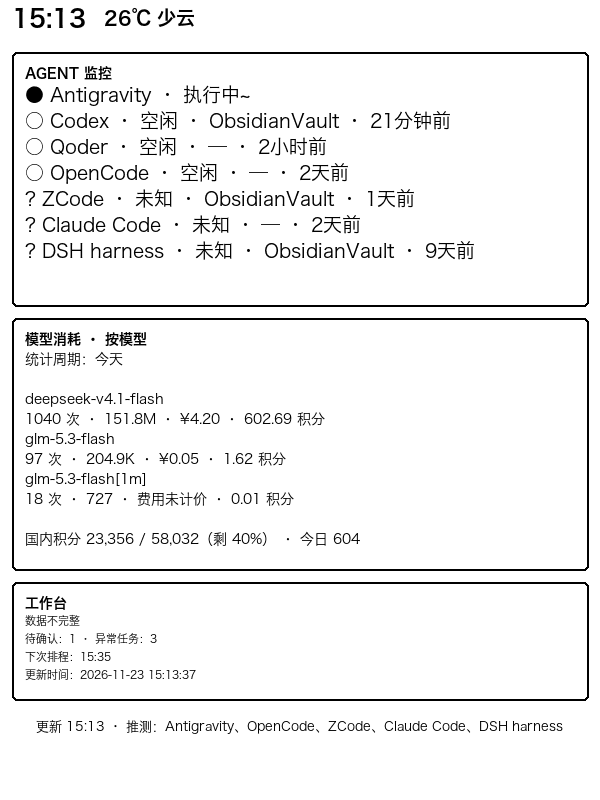 15:13 26℃ 少云
AGENT 监控
● Antigravity · 执行中~
○ Codex · 空闲 · ObsidianVault · 21分钟前
○ Qoder · 空闲 · — · 2小时前
○ OpenCode · 空闲 · — · 2天前
? ZCode · 未知 · ObsidianVault · 1天前
? Claude Code · 未知 · — · 2天前
? DSH harness · 未知 · ObsidianVault · 9天前
模型消耗 · 按模型
统计周期：今天
deepseek-v4.1-flash
1040 次 · 151.8M · ¥4.20 · 602.69 积分
glm-5.3-flash
97 次 · 204.9K · ¥0.05 · 1.62 积分
glm-5.3-flash[1m]
18 次 · 727 · 费用未计价 · 0.01 积分
国内积分 23,356 / 58,032（剩 40%） · 今日 604
工作台
数据不完整
待确认：1 · 异常任务：3
下次排程：15:35
更新时间：2026-11-23 15:13:37
更新 15:13 · 推测：Antigravity、OpenCode、ZCode、Claude Code、DSH harness